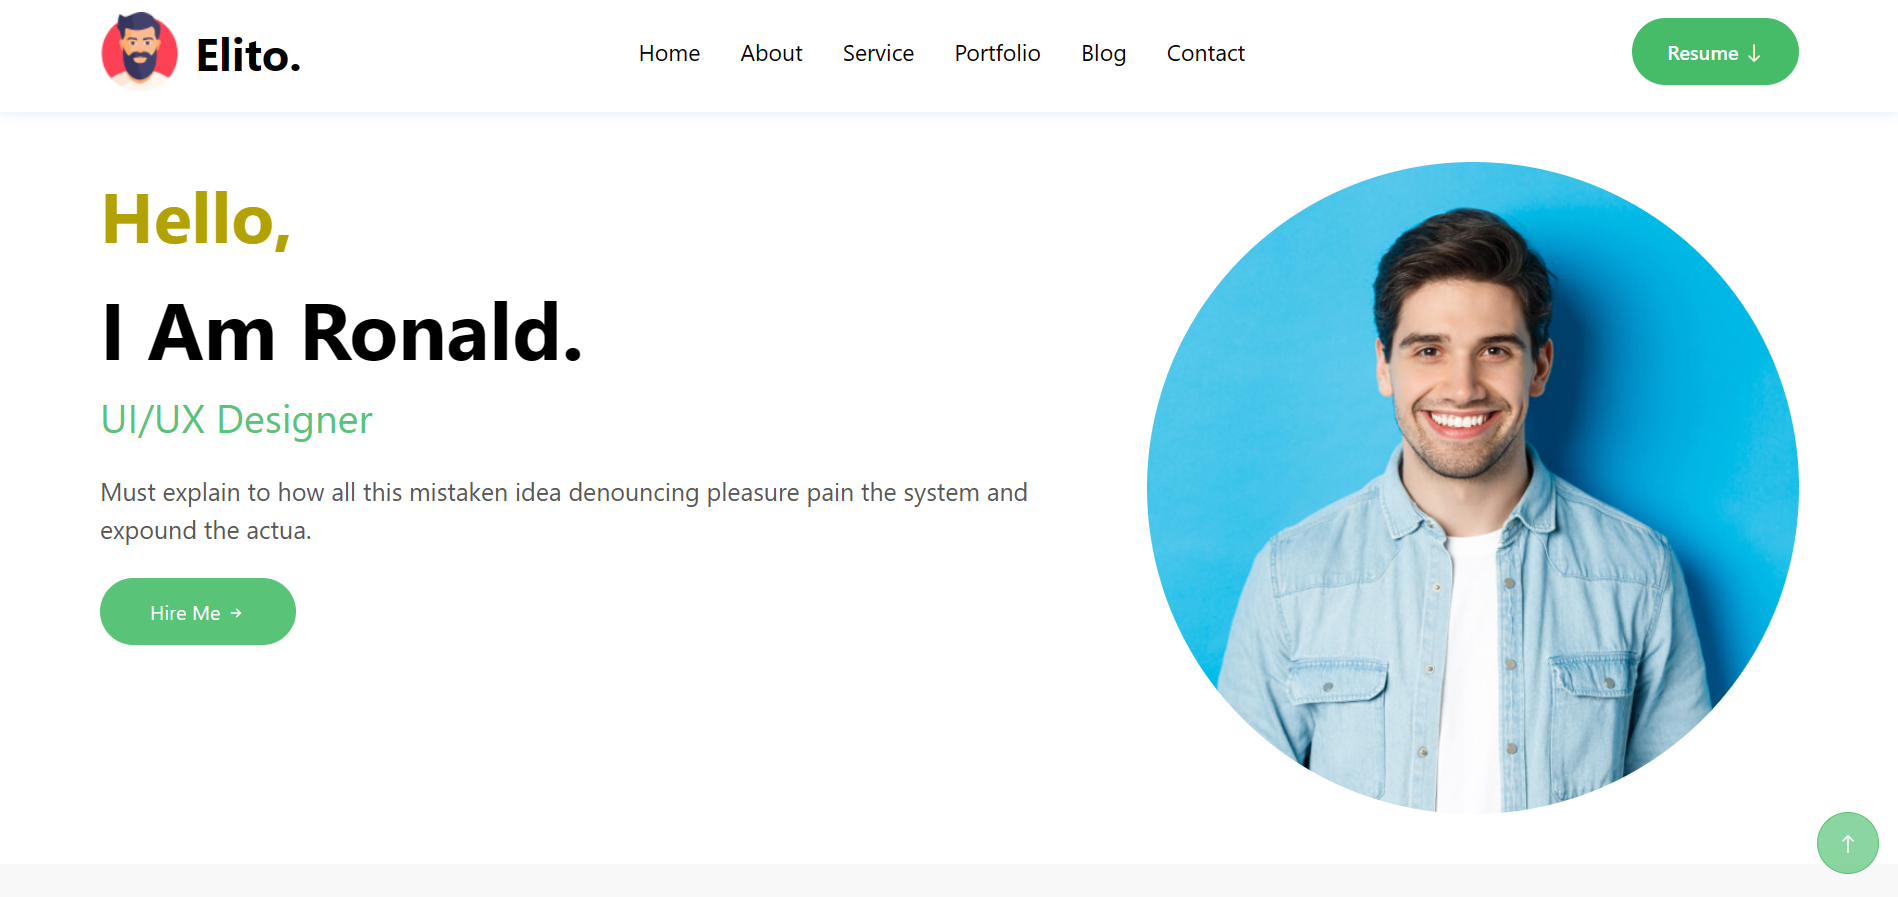 Elito.
Home
About
Service
Portfolio
Blog
Contact
Resume ↓
Hello,
I Am Ronald.
UI/UX Designer
Must explain to how all this mistaken idea denouncing pleasure pain the system and
expound the actua.
Hire Me →